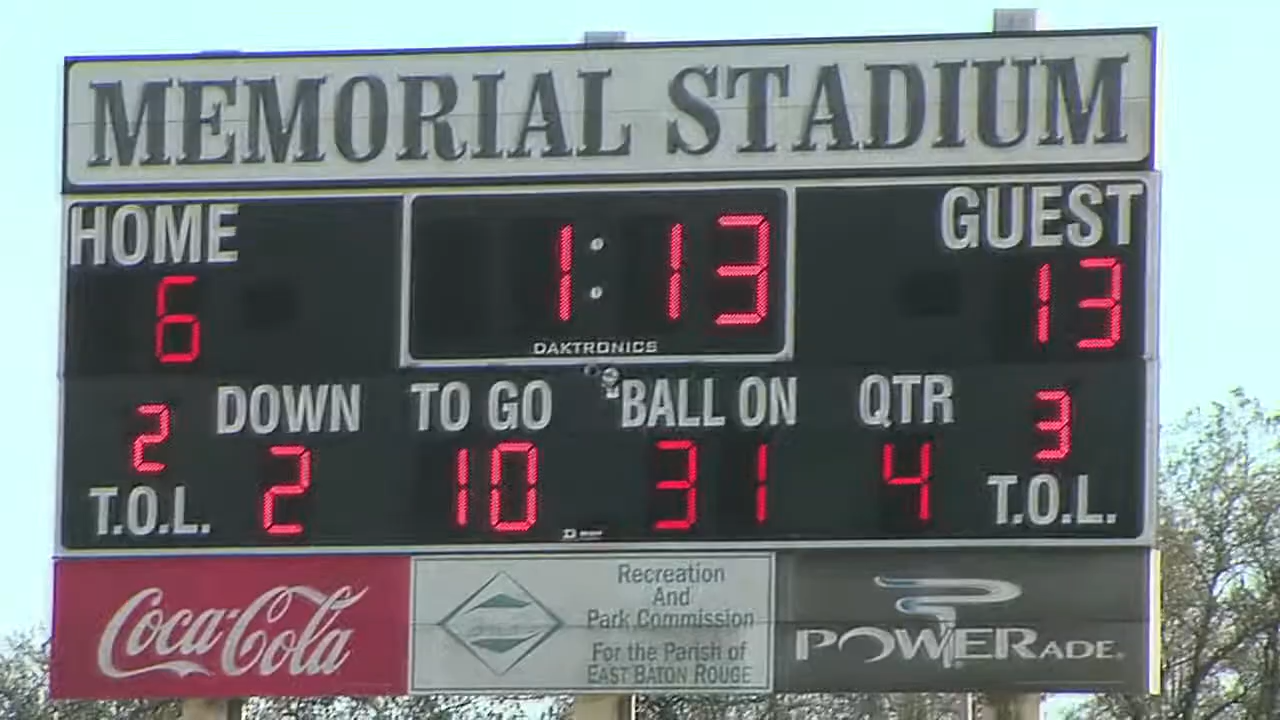 MEMORIAL STADIUM
HOME 1:13 GUEST
6 13
DAKTRONICS
DOWN TO GO BALL ON QTR
2 3
2 10 31 4
T.O.L. T.O.L.
Coca-Cola
Recreation
And
Park Commission
For the Parish of
EAST BATON ROUGE
POWERADE